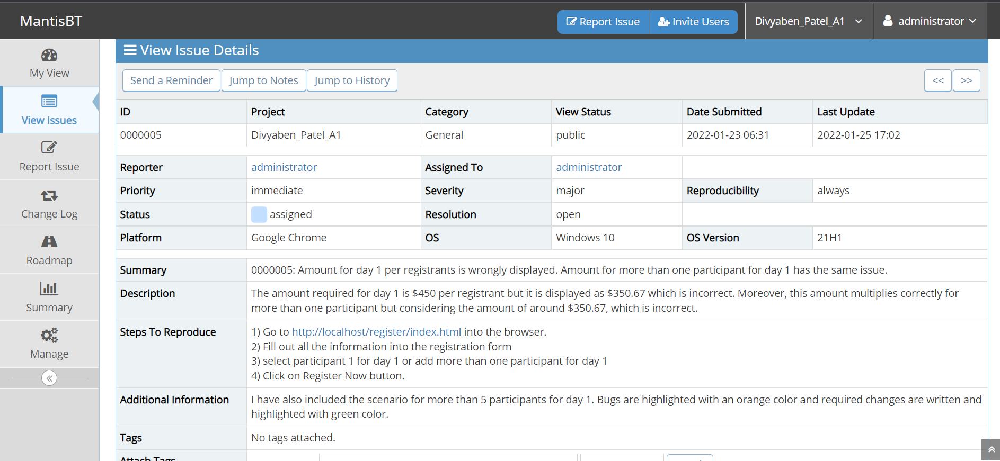 MantisBT
Report Issue
Invite Users
Divyaben_Patel_A1
administrator
My View
View Issues
Report Issue
Change Log
Roadmap
Summary
Manage
View Issue Details
Send a Reminder Jump to Notes Jump to History << >>
ID Project Category View Status Date Submitted Last Update
0000005 Divyaben_Patel_A1 General public 2022-01-23 06:31 2022-01-25 17:02
Reporter administrator Assigned To administrator
Priority immediate Severity major Reproducibility always
Status assigned Resolution open
Platform Google Chrome OS Windows 10 OS Version 21H1
Summary 0000005: Amount for day 1 per registrants is wrongly displayed. Amount for more than one participant for day 1 has the same issue.
Description The amount required for day 1 is $450 per registrant but it is displayed as $350.67 which is incorrect. Moreover, this amount multiplies correctly for
more than one participant but considering the amount of around $350.67, which is incorrect.
Steps To Reproduce 1) Go to http://localhost/register/index.html into the browser.
2) Fill out all the information into the registration form
3) select participant 1 for day 1 or add more than one participant for day 1
4) Click on Register Now button.
Additional Information I have also included the scenario for more than 5 participants for day 1. Bugs are highlighted with an orange color and required changes are written and
highlighted with green color.
Tags No tags attached.
Attach Tags